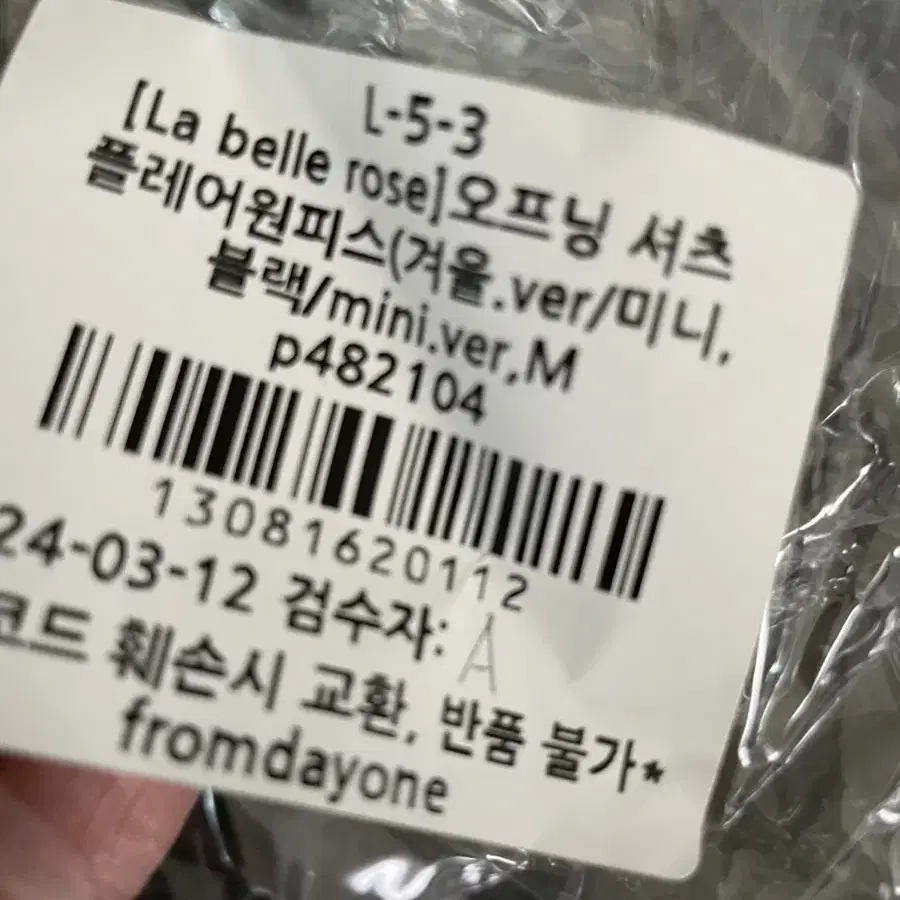 L-5-3
[La belle rose]오프닝 셔츠
플레어원피스(겨울.ver/미니,
블랙/mini.ver,M
p482104
13081620112
24-03-12 검수자: A
코드 훼손시 교환, 반품 불가*
fromdayone